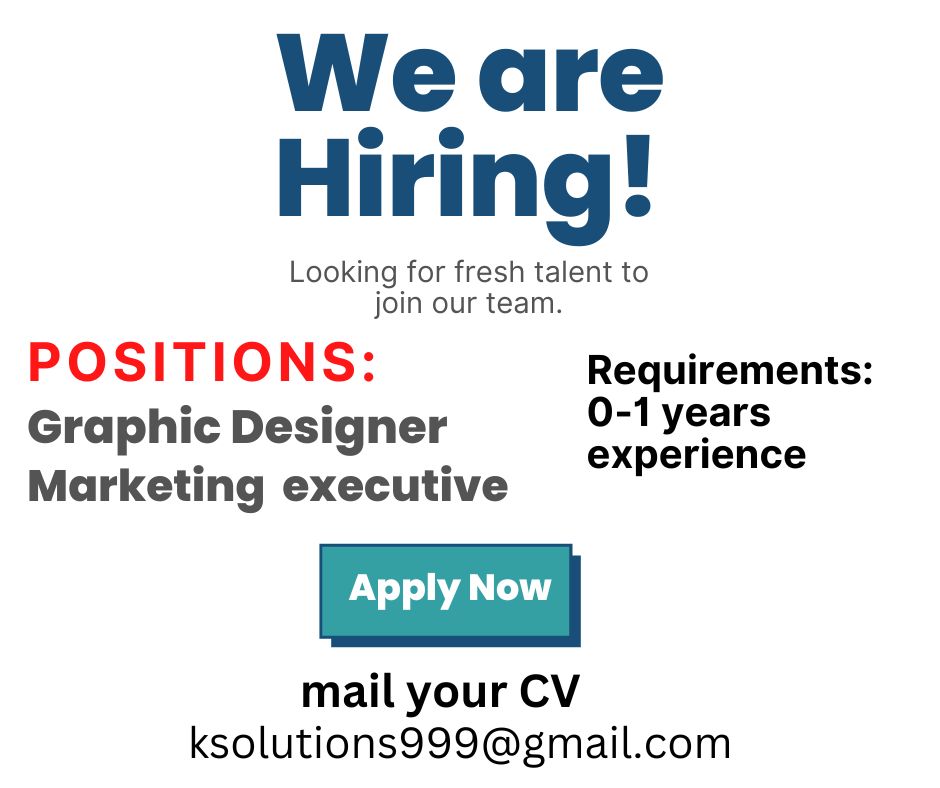 We are
Hiring!
Looking for fresh talent to
join our team.
POSITIONS:
Graphic Designer
Marketing executive
Requirements:
0-1 years
experience
Apply Now
mail your CV
ksolutions999@gmail.com